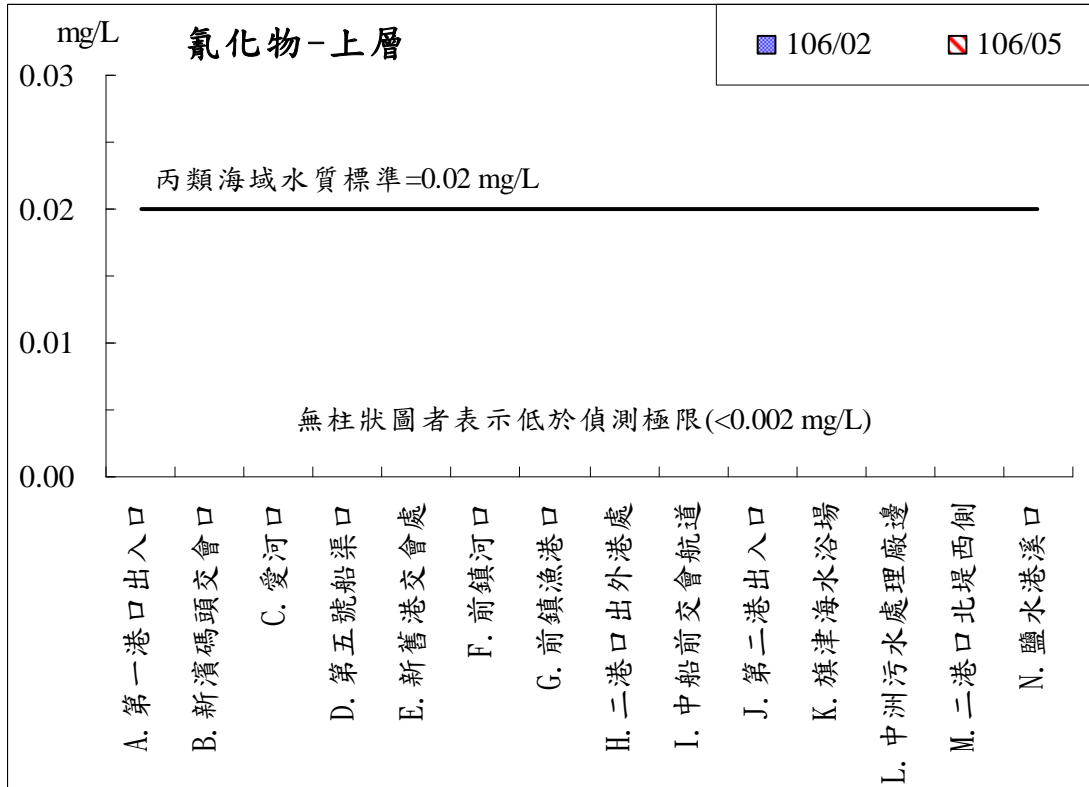 mg/L
氰化物-上層
106/02
106/05
0.03
丙類海域水質標準=0.02 mg/L
0.02
0.01
無柱狀圖者表示低於偵測極限(<0.002 mg/L)
0.00
A. 第一港口出入口
B. 新濱碼頭交會口
C. 愛河口
D. 第五號船渠口
E. 新舊港交會處
F. 前鎮河口
G. 前鎮漁港口
H. 二港口出外港處
I. 中船前交會航道
J. 第二港出入口
K. 旗津海水浴場
L. 中洲污水處理廠邊
M. 二港口北堤西側
N. 鹽水港溪口